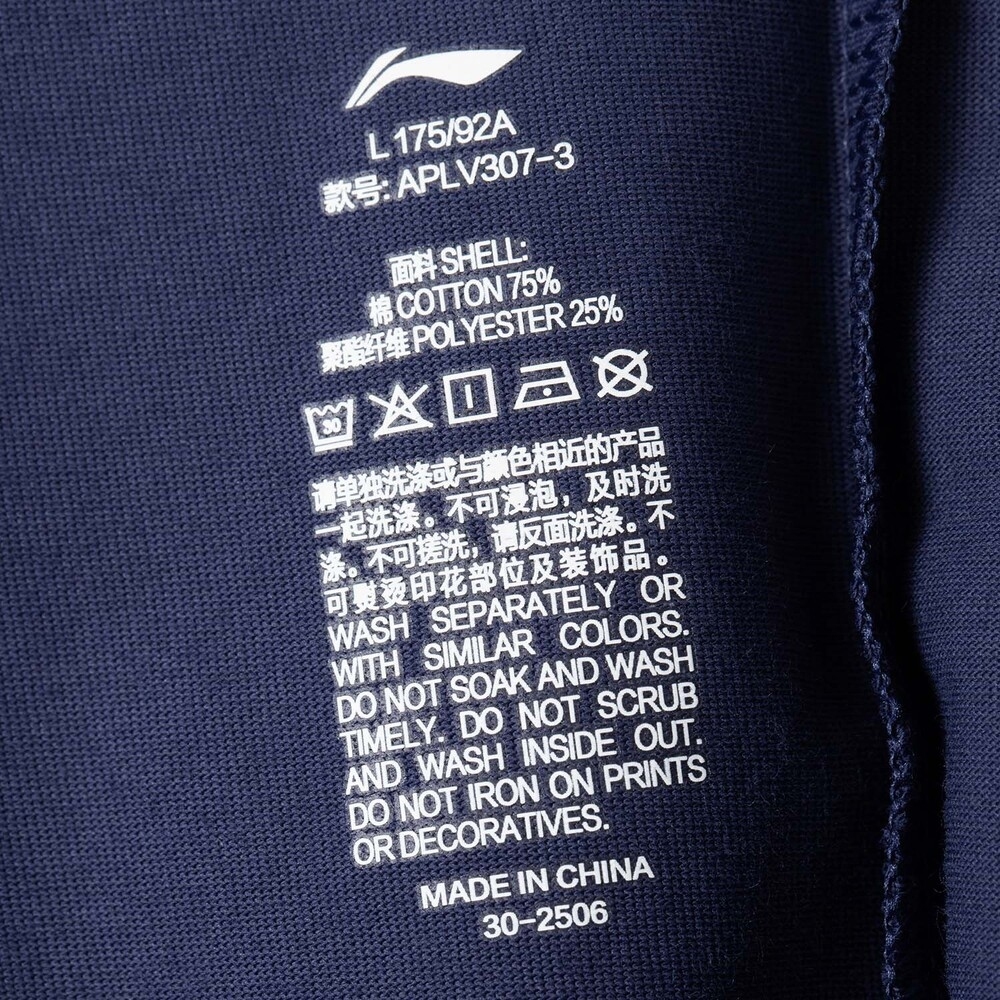 L 175/92A
款号: APLV307-3
面料 SHELL:
棉 COTTON 75%
聚酯纤维 POLYESTER 25%
30
请单独洗涤或与颜色相近的产品
一起洗涤。不可浸泡，及时洗
涤。不可搓洗，请反面洗涤。不
可熨烫印花部位及装饰品。
WASH SEPARATELY OR
WITH SIMILAR COLORS.
DO NOT SOAK AND WASH
TIMELY. DO NOT SCRUB
AND WASH INSIDE OUT.
DO NOT IRON ON PRINTS
OR DECORATIVES.
MADE IN CHINA
30-2506